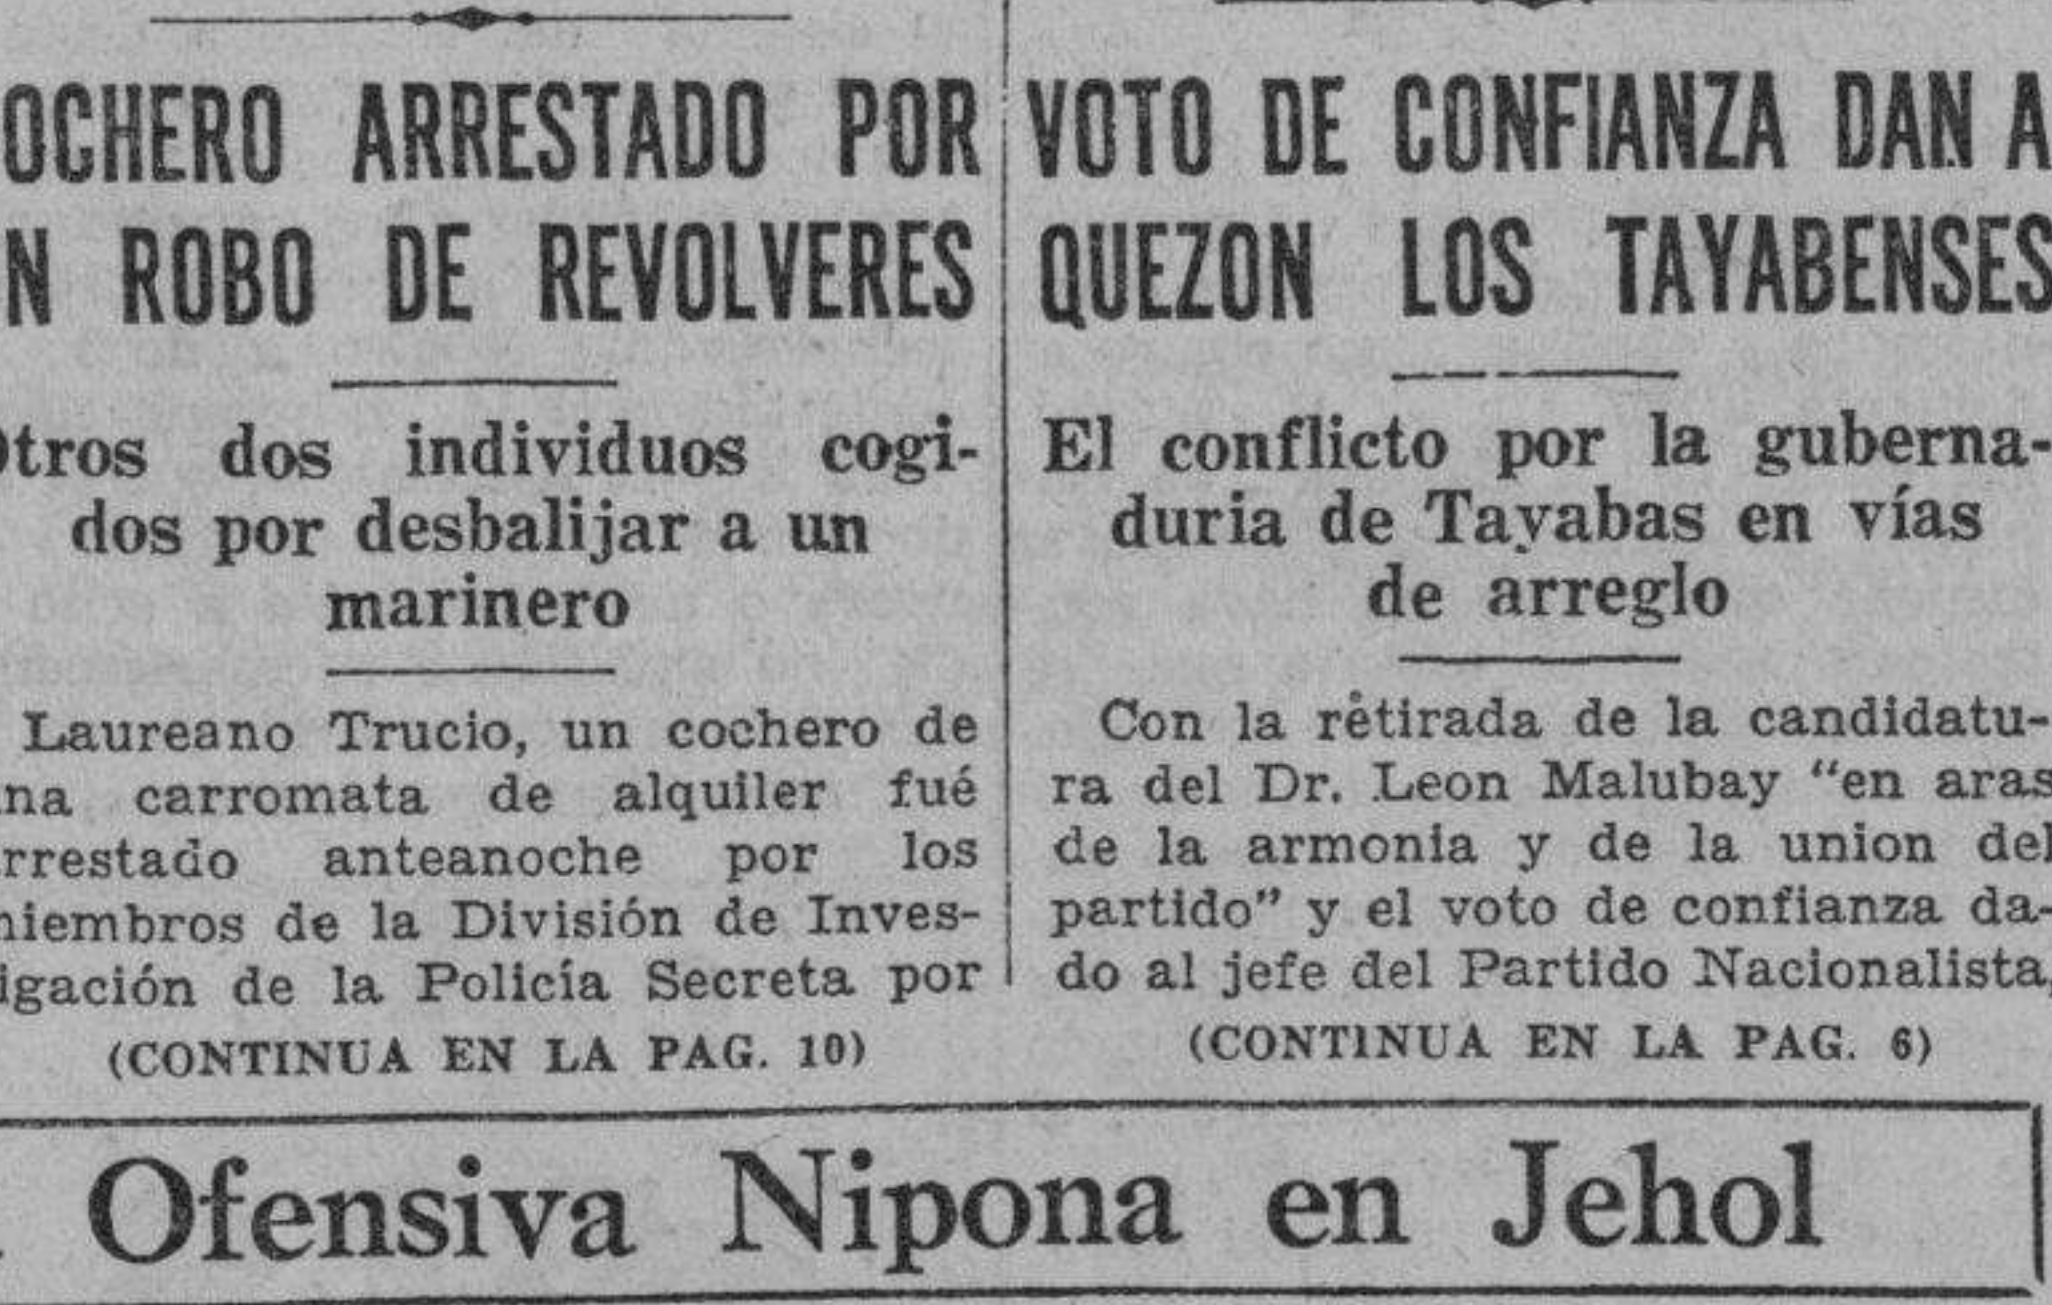 OCHERO ARRESTADO POR
N ROBO DE REVOLVERES
Otros dos individuos cogi-
dos por desbalijar a un
marinero
Laureano Trucio, un cochero de
na carromata de alquiler fué
rrestado anteanoche por los
miembros de la División de Inves-
igación de la Policía Secreta por
(CONTINUA EN LA PAG. 10)
VOTO DE CONFIANZA DAN A
QUEZON LOS TAYABENSES
El conflicto por la guberna-
duria de Tayabas en vías
de arreglo
Con la retirada de la candidatu-
ra del Dr. Leon Malubay “en aras
de la armonia y de la union del
partido” y el voto de confianza da-
do al jefe del Partido Nacionalista,
(CONTINUA EN LA PAG. 6)
Ofensiva Nipona en Jehol